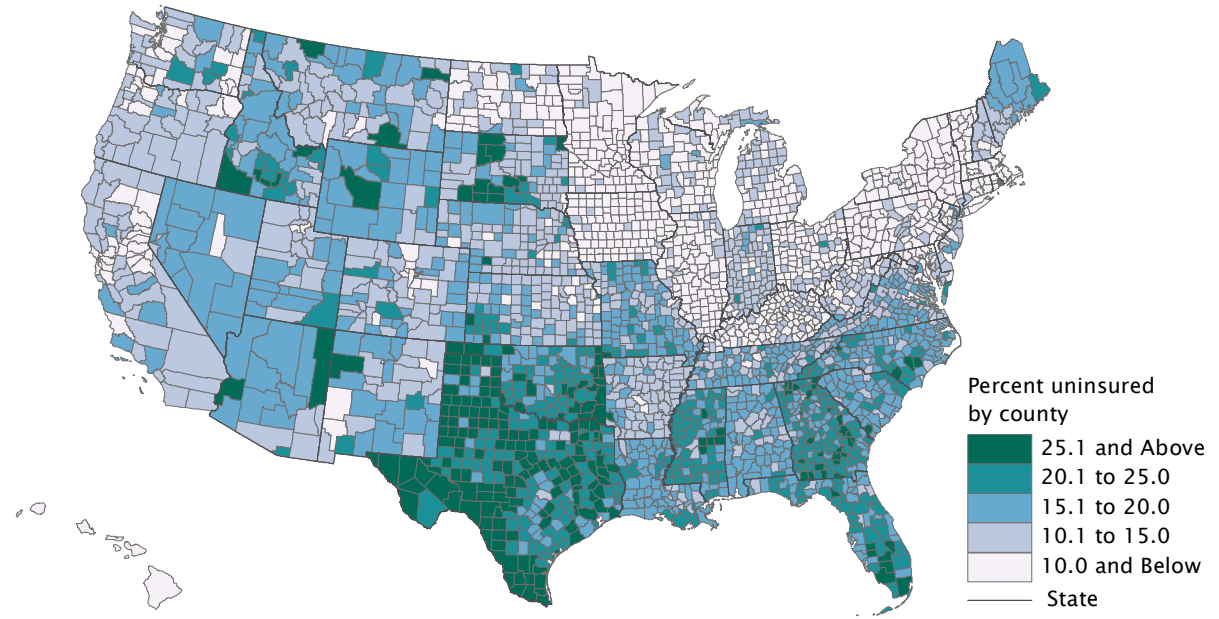 Percent uninsured
by county
25.1 and Above
20.1 to 25.0
15.1 to 20.0
10.1 to 15.0
10.0 and Below
State